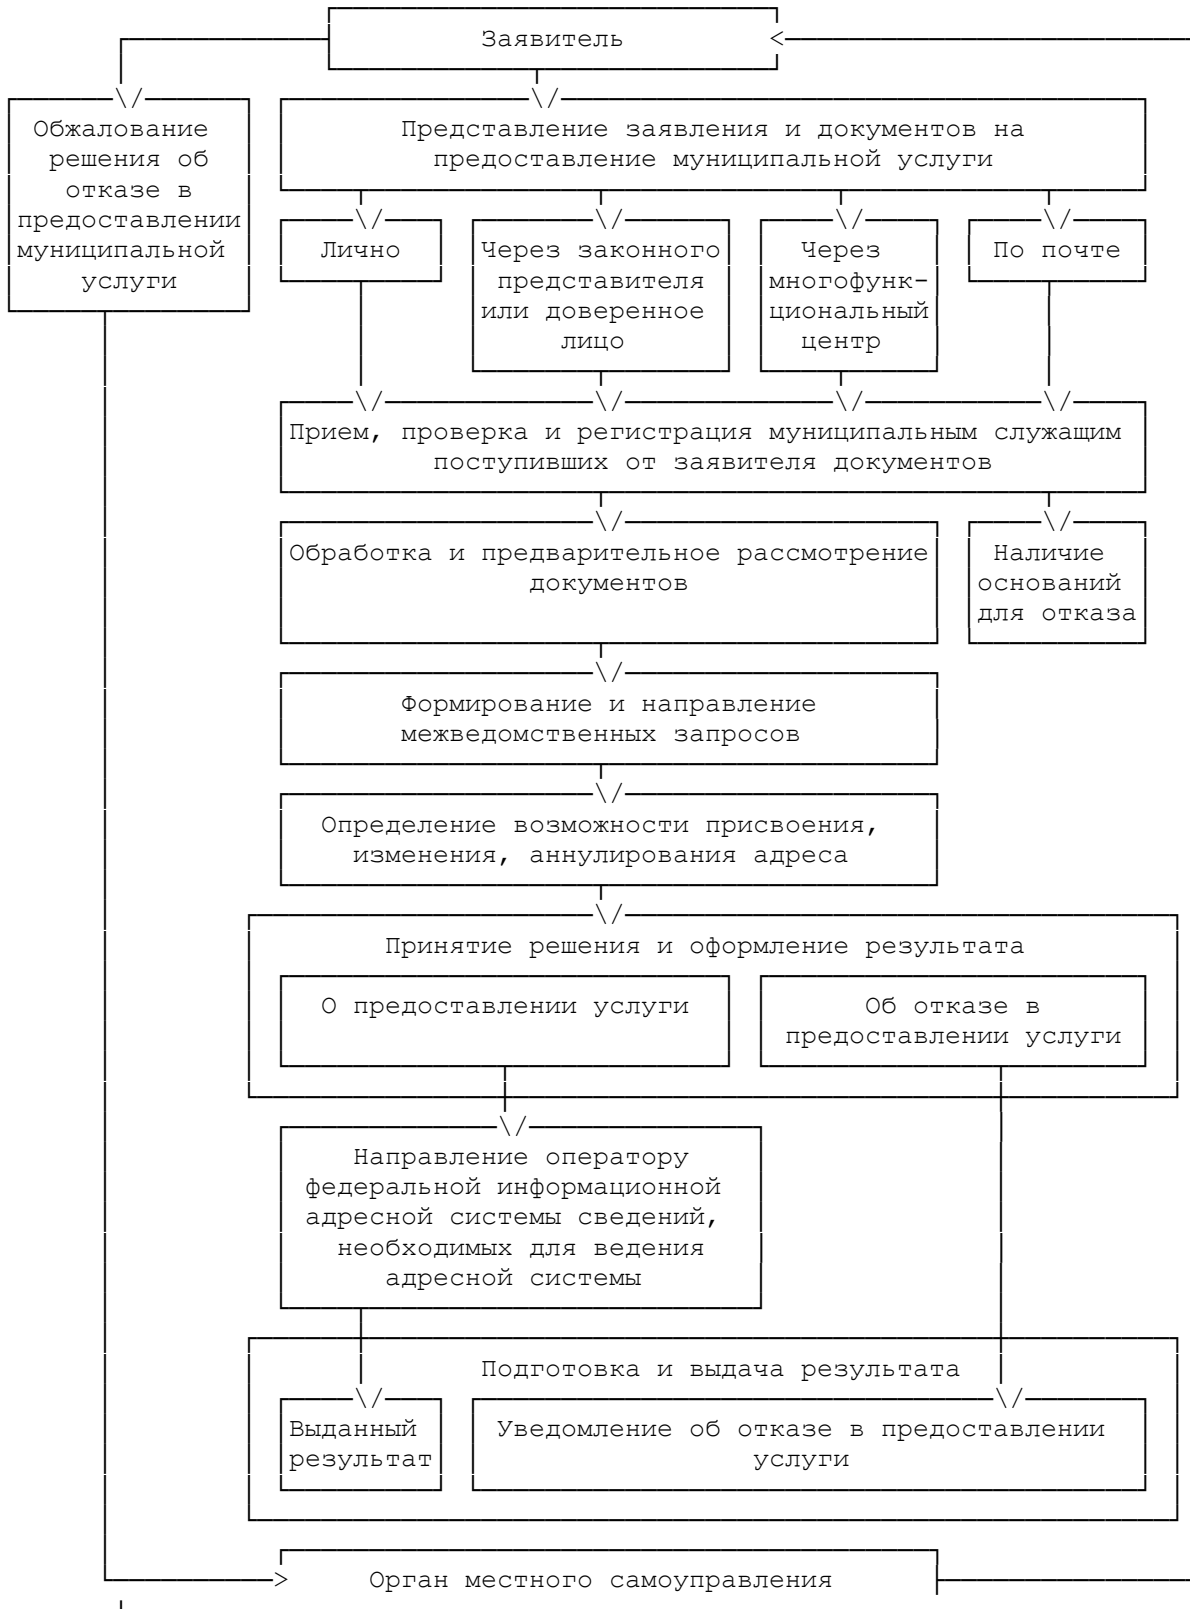 Заявитель
Обжалование
решения об
отказе в
предоставлении
муниципальной
услуги
Представление заявления и документов на
предоставление муниципальной услуги
Лично
Через законного
представителя
или доверенное
лицо
Через
многофунк-
циональный
центр
По почте
Прием, проверка и регистрация муниципальным служащим
поступивших от заявителя документов
Обработка и предварительное рассмотрение
документов
Наличие
оснований
для отказа
Формирование и направление
межведомственных запросов
Определение возможности присвоения,
изменения, аннулирования адреса
Принятие решения и оформление результата
О предоставлении услуги
Об отказе в
предоставлении услуги
Направление оператору
федеральной информационной
адресной системы сведений,
необходимых для ведения
адресной системы
Подготовка и выдача результата
Выданный
результат
Уведомление об отказе в предоставлении
услуги
Орган местного самоуправления